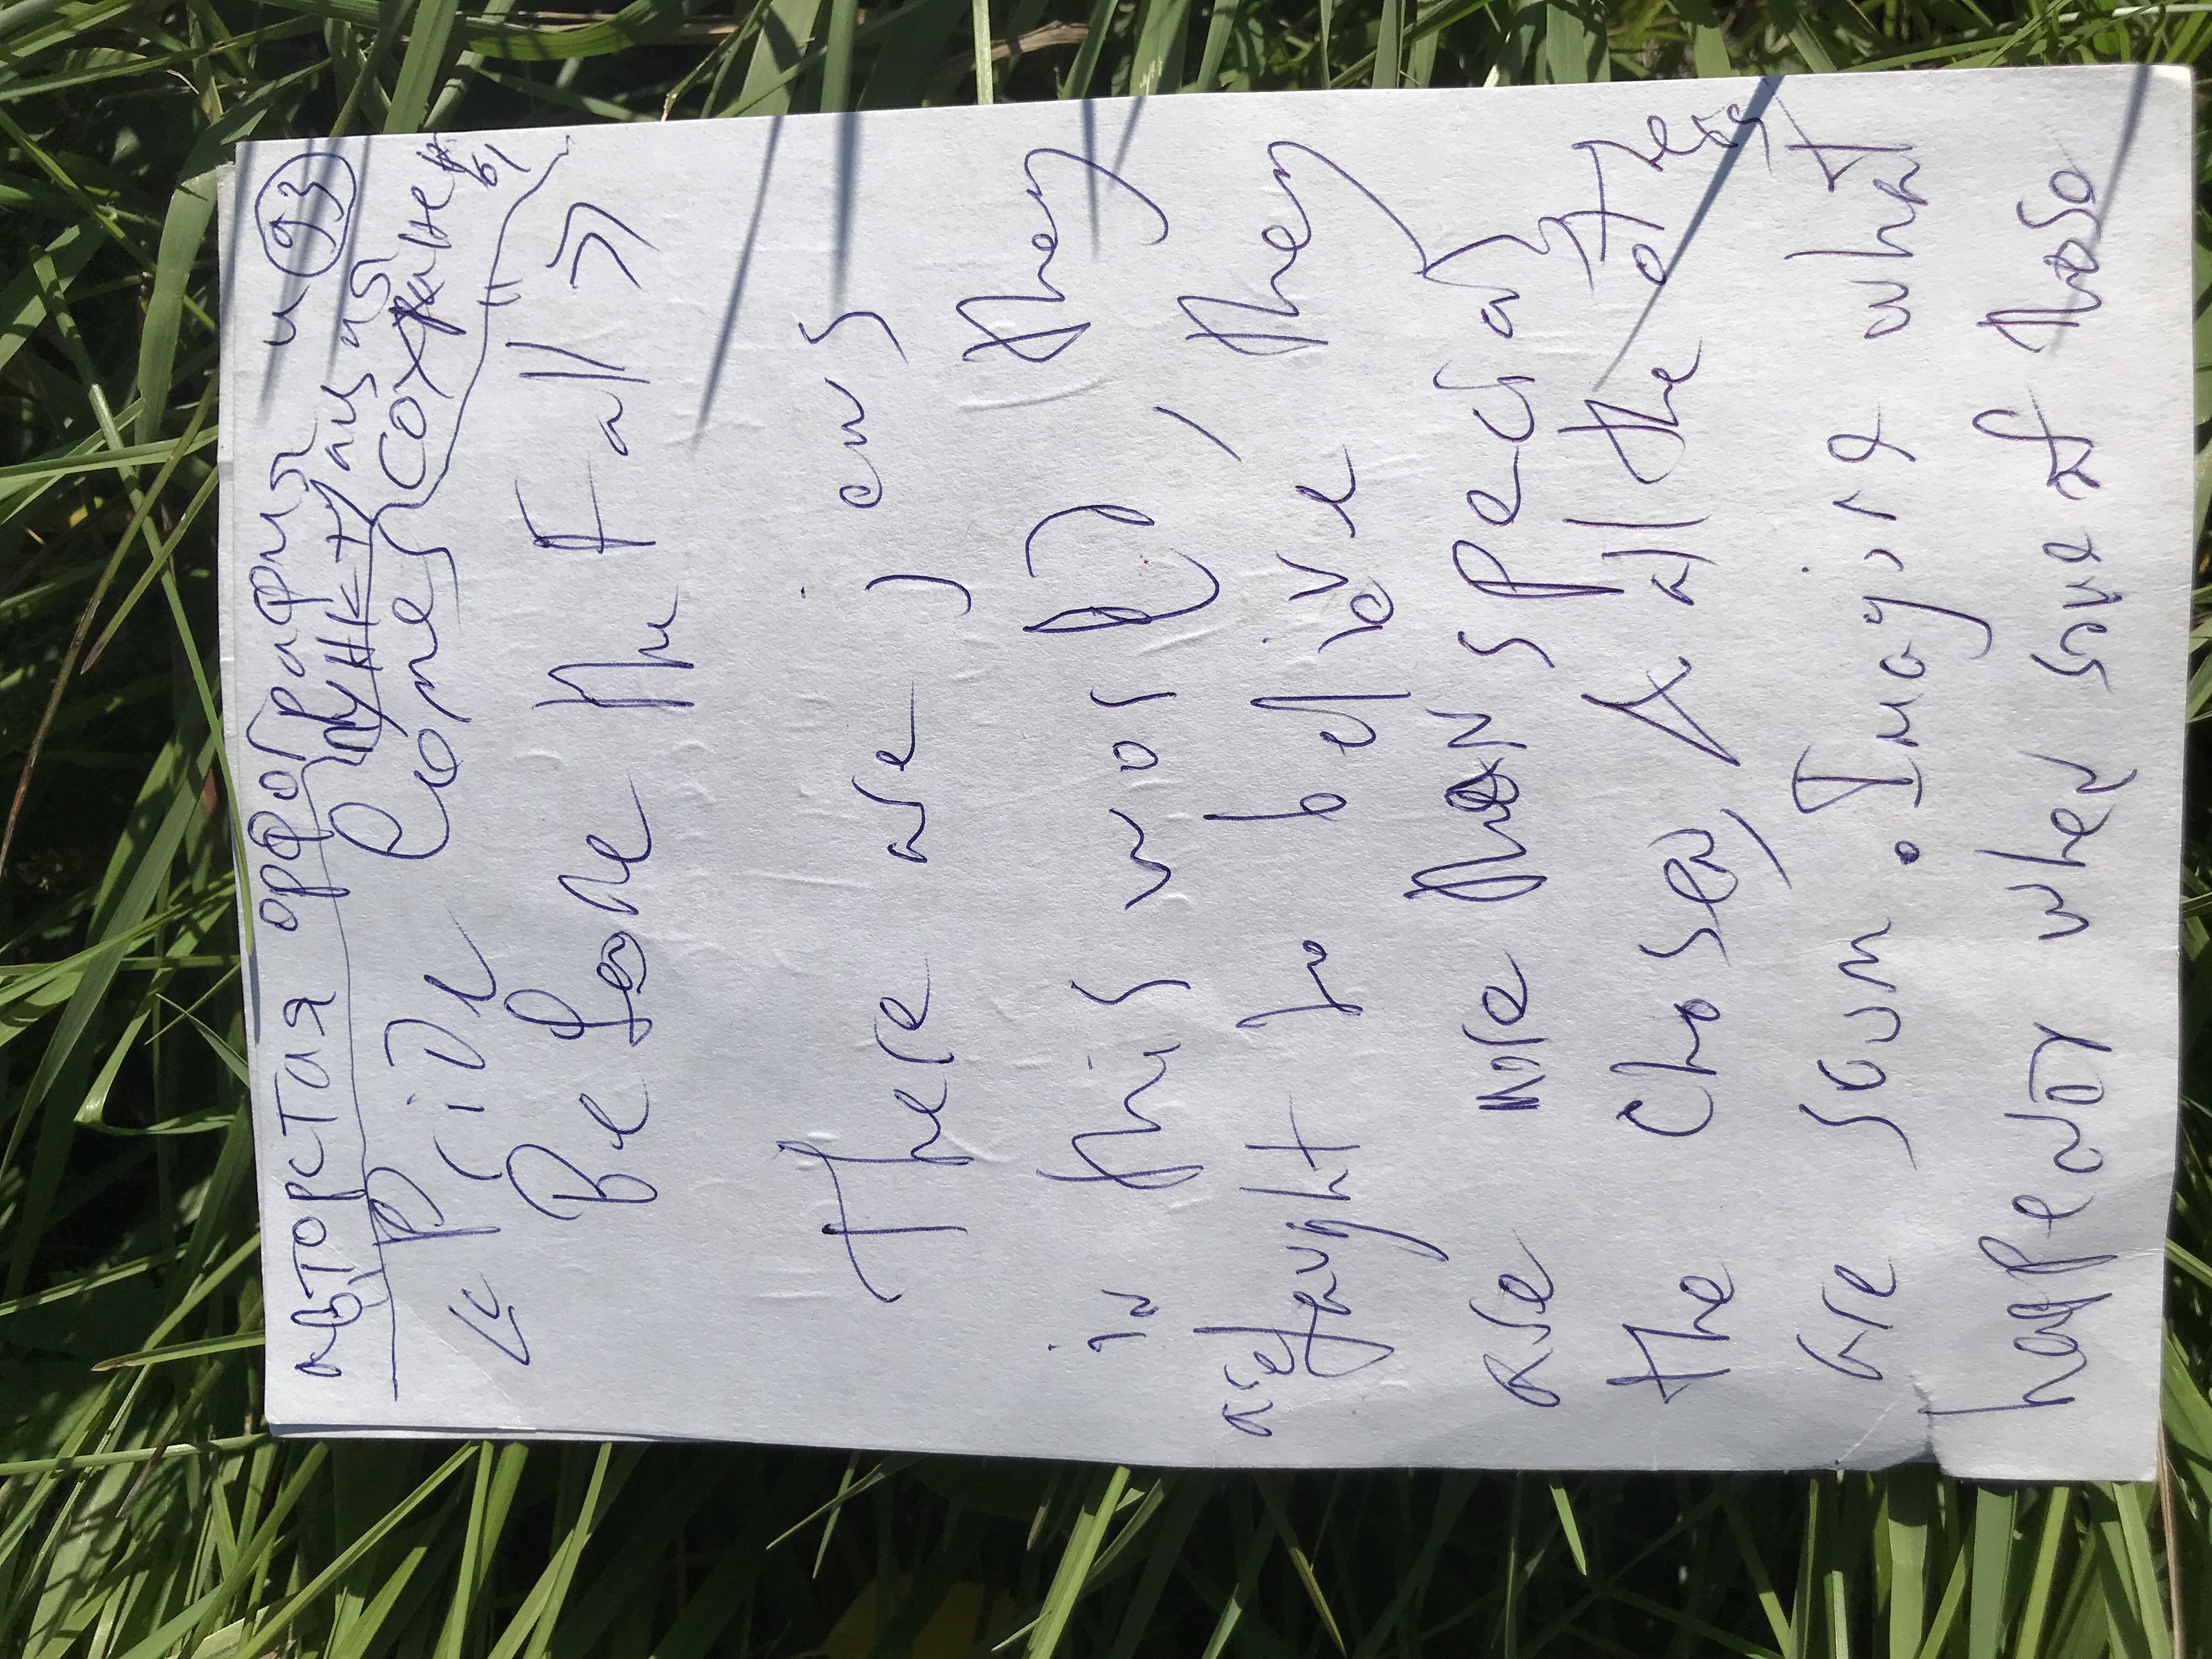 авторстая орфография и 93
пунктуация
сохранены
«"Pride Comes
Before the Fall"»
There are jews
in this world, they
are taught to belive they
are more than special,
the Chosen, & all the others
are scum. Imagine what
happened when some of those